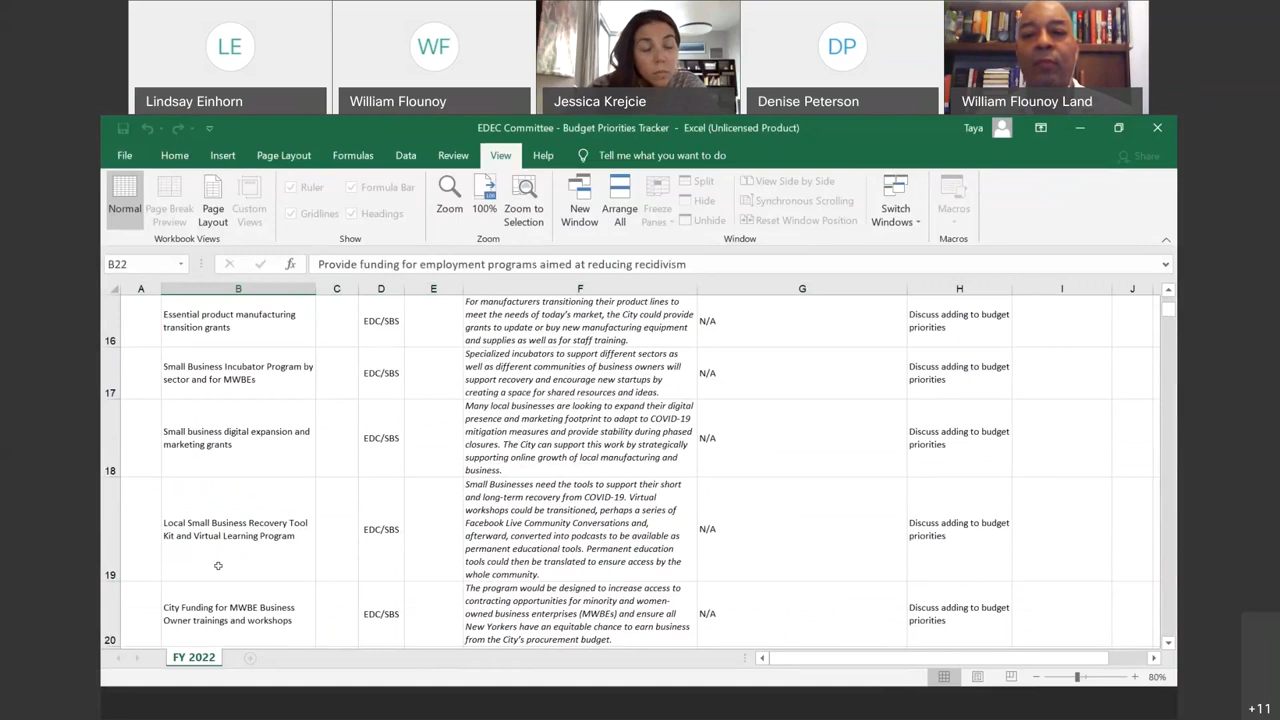 LE
WF
DP
Lindsay Einhorn
William Flounoy
Jessica Krejcie
Denise Peterson
William Flounoy Land
EDEC Committee - Budget Priorities Tracker - Excel (Unlicensed Product)
Taya
File
Home
Insert
Page Layout
Formulas
Data
Review
View
Help
Tell me what you want to do
Share
Normal
Page Break
Preview
Page
Layout
Custom
Views
Workbook Views
Ruler
Formula Bar
Gridlines
Headings
Show
Zoom
100%
Zoom to
Selection
Zoom
New
Window
Arrange
All
Freeze
Panes
Split
Hide
Unhide
View Side by Side
Synchronous Scrolling
Reset Window Position
Window
Switch
Windows
Macros
Macros
B22
fx
Provide funding for employment programs aimed at reducing recidivism
A B C D E F G H I J
16
Essential product manufacturing
transition grants
EDC/SBS
For manufacturers transitioning their product lines to
meet the needs of today's market, the City could provide
grants to update or buy new manufacturing equipment
and supplies as well as for staff training.
N/A
Discuss adding to budget
priorities
17
Small Business Incubator Program by
sector and for MWBEs
EDC/SBS
Specialized incubators to support different sectors as
well as different communities of business owners will
support recovery and encourage new startups by
creating a space for shared resources and ideas.
N/A
Discuss adding to budget
priorities
18
Small business digital expansion and
marketing grants
EDC/SBS
Many local businesses are looking to expand their digital
presence and marketing footprint to adapt to COVID-19
mitigation measures and provide stability during phased
closures. The City can support this work by strategically
supporting online growth of local manufacturing and
business.
N/A
Discuss adding to budget
priorities
19
Local Small Business Recovery Tool
Kit and Virtual Learning Program
EDC/SBS
Small Businesses need the tools to support their short
and long-term recovery from COVID-19. Virtual
workshops could be transitioned, perhaps a series of
Facebook Live Community Conversations and,
afterward, converted into podcasts to be available as
permanent educational tools. Permanent education
tools could then be translated to ensure access by the
whole community.
N/A
Discuss adding to budget
priorities
20
City Funding for MWBE Business
Owner trainings and workshops
EDC/SBS
The program would be designed to increase access to
contracting opportunities for minority and women-
owned business enterprises (MWBEs) and ensure all
New Yorkers have an equitable chance to earn business
from the City's procurement budget.
N/A
Discuss adding to budget
priorities
FY 2022
80%
+11